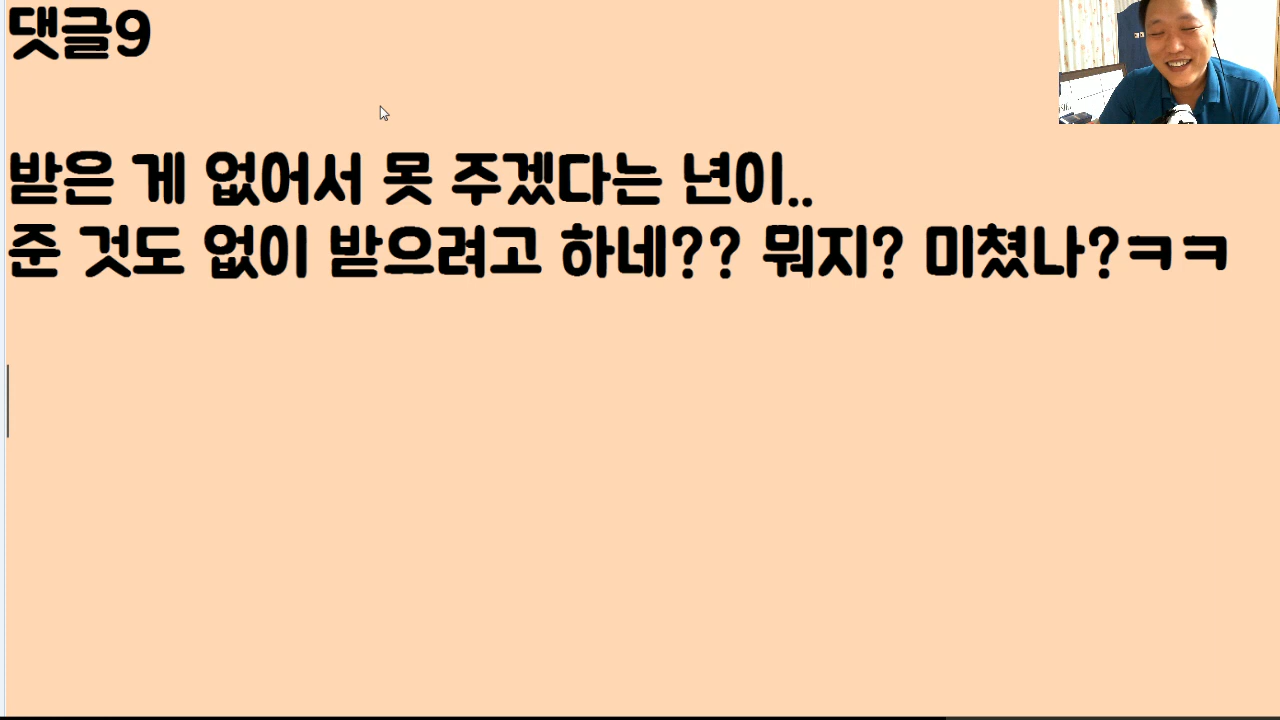 댓글9
받은 게 없어서 못 주겠다는 년이..
준 것도 없이 받으려고 하네?? 뭐지? 미쳤나?ㅋㅋ